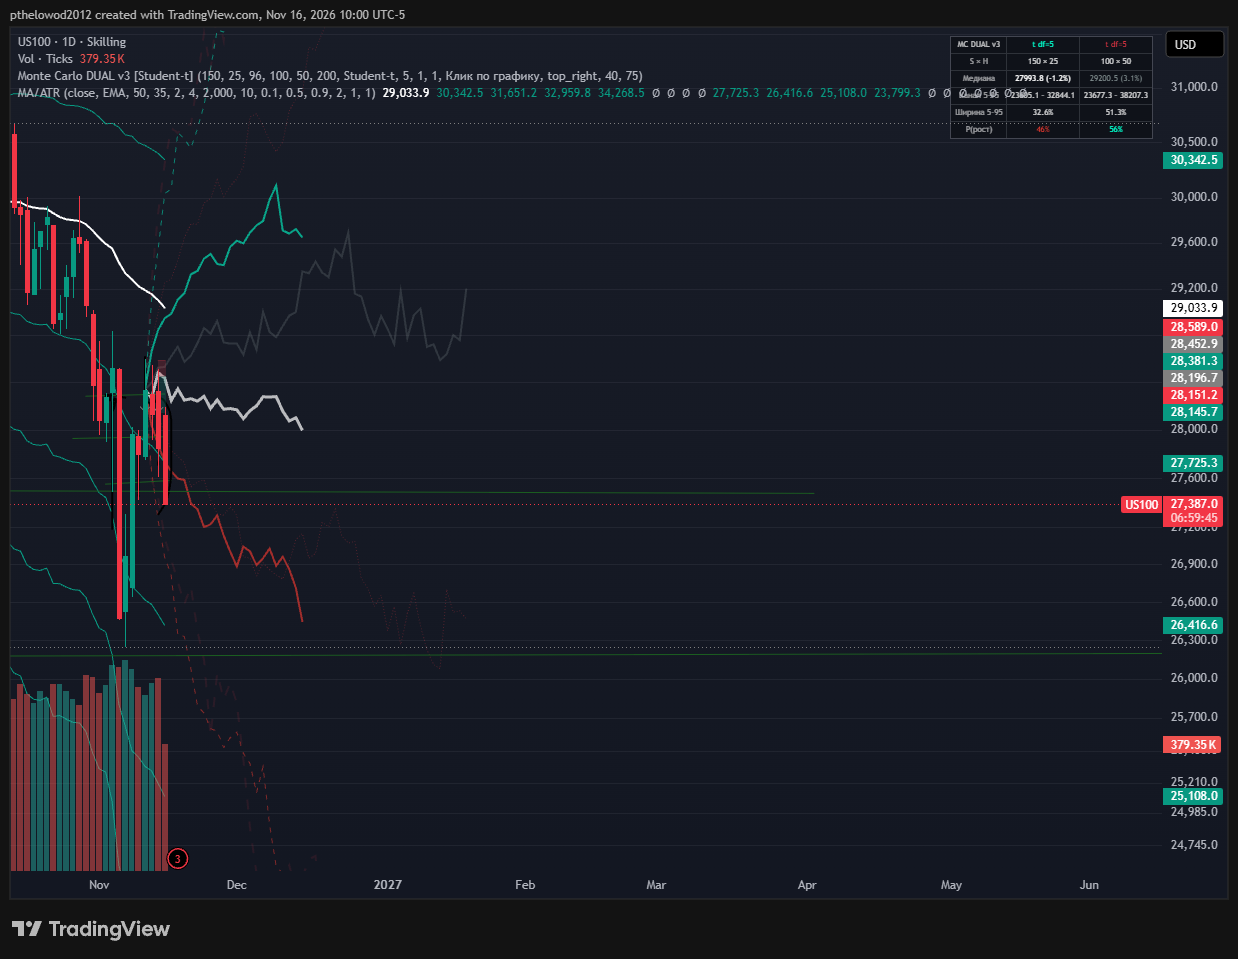 pthelowod2012 created with TradingView.com, Nov 16, 2026 10:00 UTC-5
US100 · 1D · Skilling
Vol · Ticks 379.35K
Monte Carlo DUAL v3 [Student-t] (150, 25, 96, 100, 50, 200, Student-t, 5, 1, 1, Клик по графику, top_right, 40, 75)
MA/ATR (close, EMA, 50, 35, 2, 4, 2,000, 10, 0.1, 0.5, 0.9, 2, 1, 1) 29,033.9 30,342.5 31,651.2 32,959.8 34,268.5 ∅ ∅ ∅ ∅ 27,725.3 26,416.6 25,108.0 23,799.3 ∅ ∅ ∅ ∅ ∅ ∅ ∅
MC DUAL v3 t df=5 t df=5
S × H 150 × 25 100 × 50
Медиана 27993.8 (-1.2%) 29200.5 (3.1%)
5-95 32844.1 23677.3 - 38207.3
Ширина 5-95 32.6% 51.3%
P(рост) 46% 56%
USD
31,000.0
30,500.0
30,342.5
30,000.0
29,600.0
29,200.0
29,033.9
28,589.0
28,452.9
28,381.3
28,196.7
28,151.2
28,145.7
28,000.0
27,725.3
27,600.0
US100 27,387.0
06:59:45
27,200.0
26,900.0
26,600.0
26,416.6
26,300.0
26,000.0
25,700.0
379.35K
25,210.0
25,108.0
24,985.0
24,745.0
3
Nov Dec 2027 Feb Mar Apr May Jun
TradingView